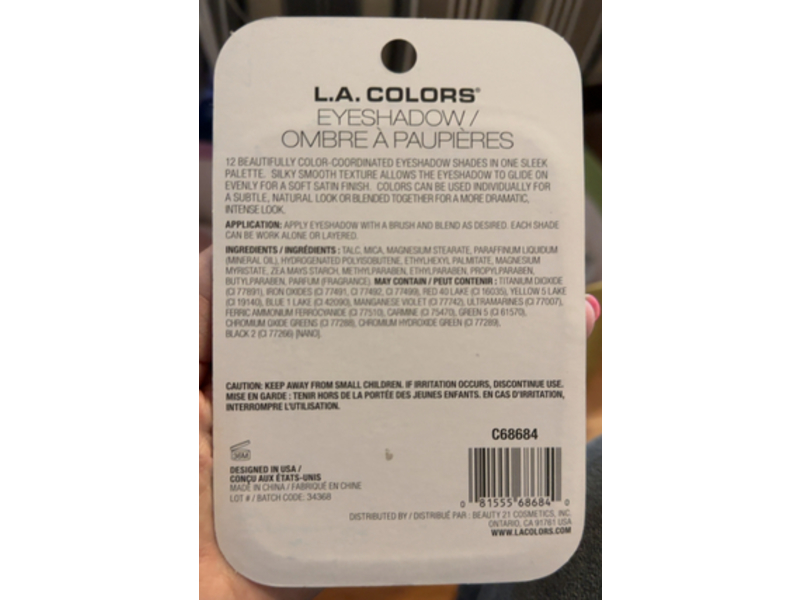 L.A. COLORS®
EYESHADOW /
OMBRE À PAUPIÈRES
12 BEAUTIFULLY COLOR-COORDINATED EYESHADOW SHADES IN ONE SLEEK
PALETTE. SILKY SMOOTH TEXTURE ALLOWS THE EYESHADOW TO GLIDE ON
EVENLY FOR A SOFT SATIN FINISH. COLORS CAN BE USED INDIVIDUALLY FOR
A SUBTLE, NATURAL LOOK OR BLENDED TOGETHER FOR A MORE DRAMATIC,
INTENSE LOOK.
APPLICATION: APPLY EYESHADOW WITH A BRUSH AND BLEND AS DESIRED. EACH SHADE
CAN BE WORK ALONE OR LAYERED.
INGREDIENTS / INGRÉDIENTS : TALC, MICA, MAGNESIUM STEARATE, PARAFFINUM LIQUIDUM
(MINERAL OIL), HYDROGENATED POLYISOBUTENE, ETHYLHEXYL PALMITATE, MAGNESIUM
MYRISTATE, ZEA MAYS STARCH, METHYLPARABEN, ETHYLPARABEN, PROPYLPARABEN,
BUTYLPARABEN, PARFUM (FRAGRANCE). MAY CONTAIN / PEUT CONTENIR : TITANIUM DIOXIDE
(CI 77891), IRON OXIDES (CI 77491, CI 77492, CI 77499), RED 40 LAKE (CI 16035), YELLOW 5 LAKE
(CI 19140), BLUE 1 LAKE (CI 42090), MANGANESE VIOLET (CI 77742), ULTRAMARINES (CI 77007),
FERRIC AMMONIUM FERROCYANIDE (CI 77510), CARMINE (CI 75470), GREEN 5 (CI 61570),
CHROMIUM OXIDE GREENS (CI 77288), CHROMIUM HYDROXIDE GREEN (CI 77289),
BLACK 2 (CI 77266) [NANO].
CAUTION: KEEP AWAY FROM SMALL CHILDREN. IF IRRITATION OCCURS, DISCONTINUE USE.
MISE EN GARDE : TENIR HORS DE LA PORTÉE DES JEUNES ENFANTS. EN CAS D'IRRITATION,
INTERROMPRE L'UTILISATION.
C68684
36M
DESIGNED IN USA /
CONÇU AUX ÉTATS-UNIS
MADE IN CHINA / FABRIQUÉ EN CHINE
LOT # / BATCH CODE: 34368
0 81555 68684 0
DISTRIBUTED BY / DISTRIBUÉ PAR : BEAUTY 21 COSMETICS, INC.
ONTARIO, CA 91761 USA
WWW.LACOLORS.COM